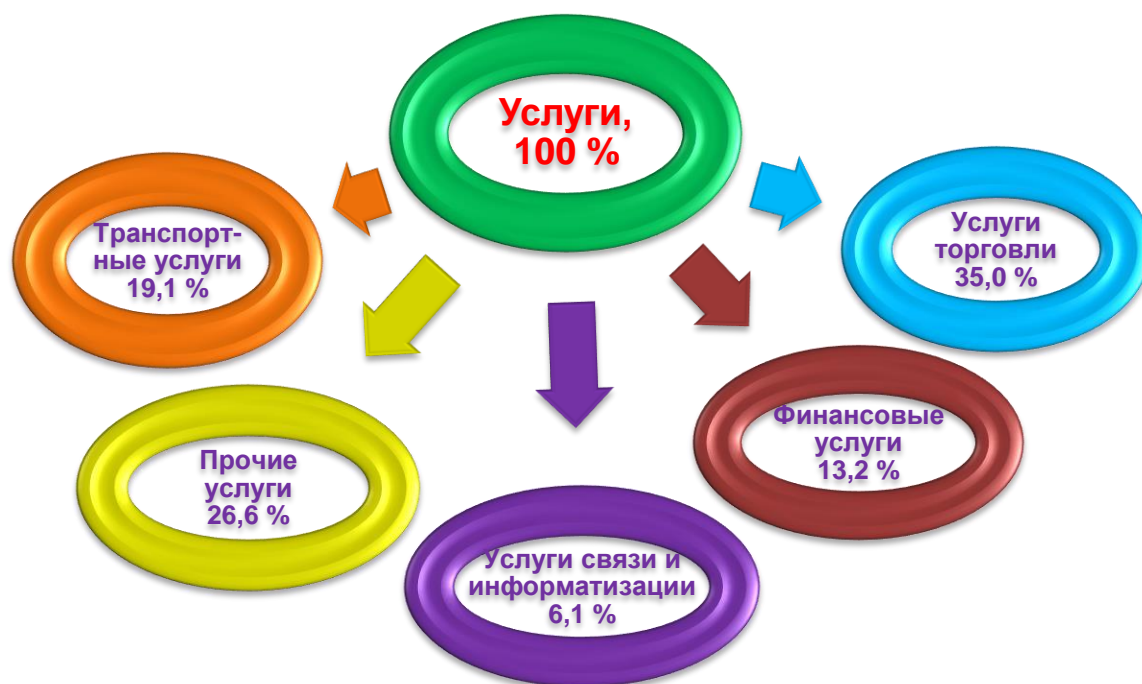 Услуги,
100 %
Транспорт-
ные услуги
19,1 %
Услуги
торговли
35,0 %
Прочие
услуги
26,6 %
Финансовые
услуги
13,2 %
Услуги связи и
информатизации
6,1 %